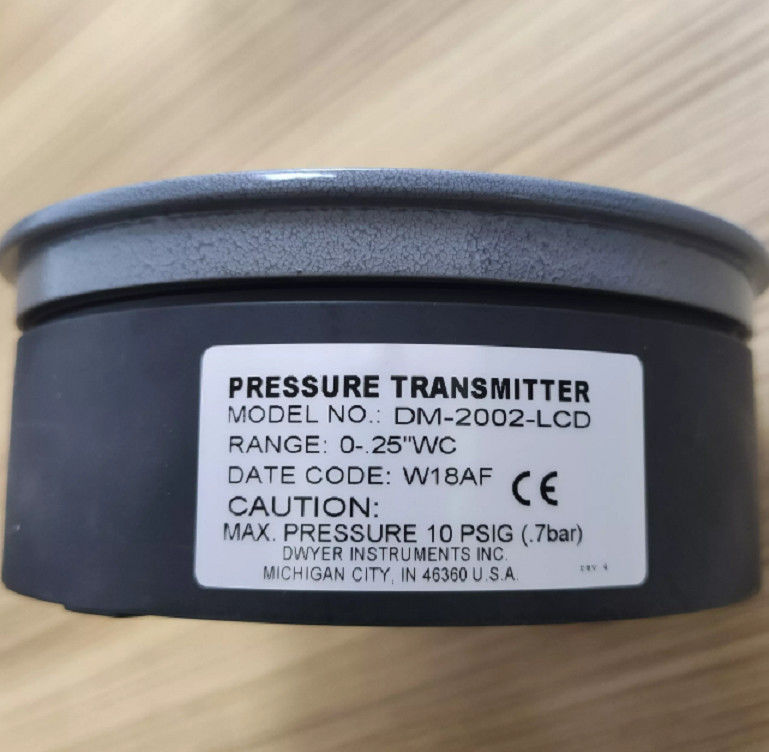 PRESSURE TRANSMITTER
MODEL NO.: DM-2002-LCD
RANGE: 0-.25"WC
DATE CODE: W18AF CE
CAUTION:
MAX. PRESSURE 10 PSIG (.7bar)
DWYER INSTRUMENTS INC.
MICHIGAN CITY, IN 46360 U.S.A.